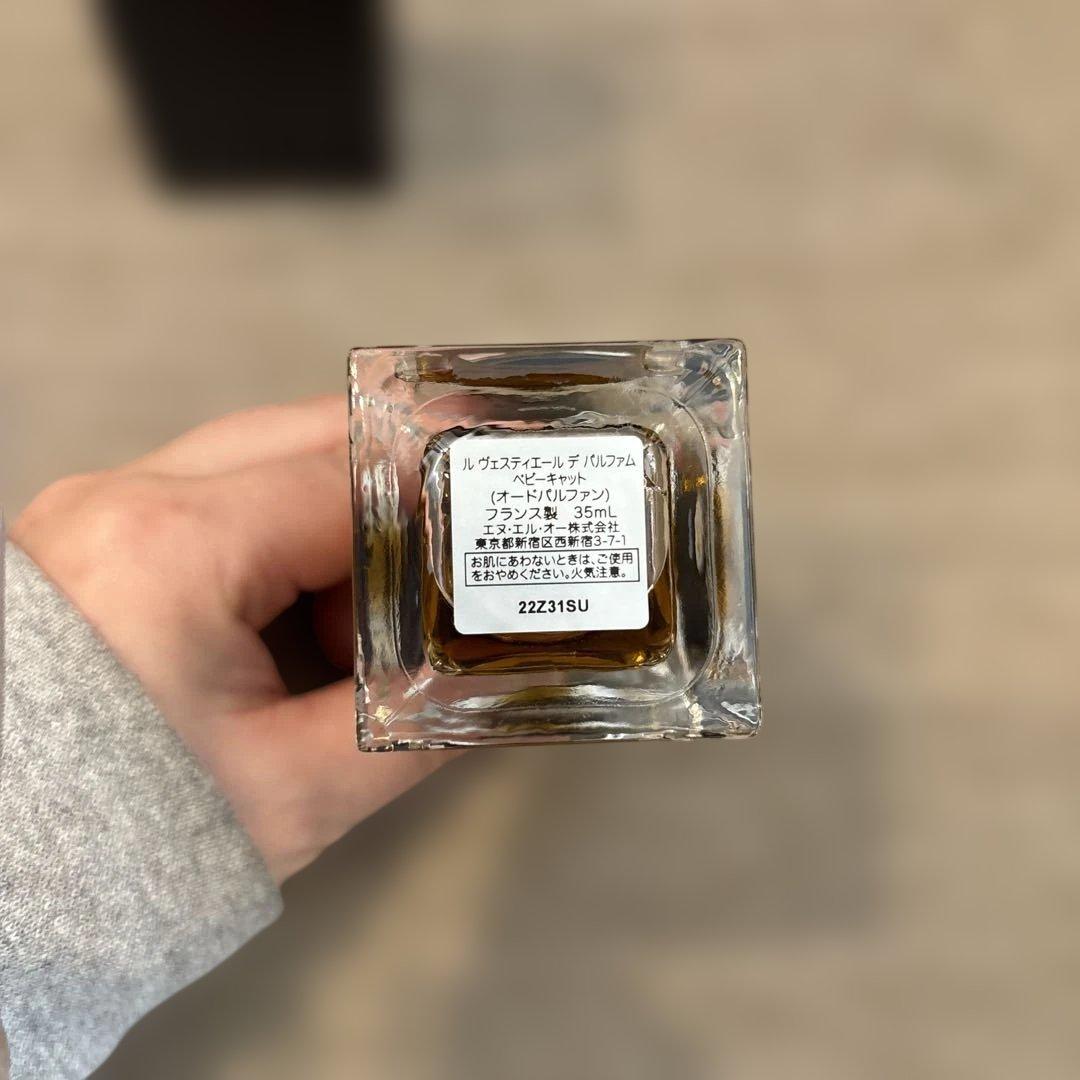 ル ヴェスティエール デ パルファム
ベビーキャット
(オードパルファン)
フランス製 35mL
エヌ・エル・オー株式会社
東京都新宿区西新宿3-7-1
お肌にあわないときは、ご使用
をおやめください。火気注意。
22Z31SU